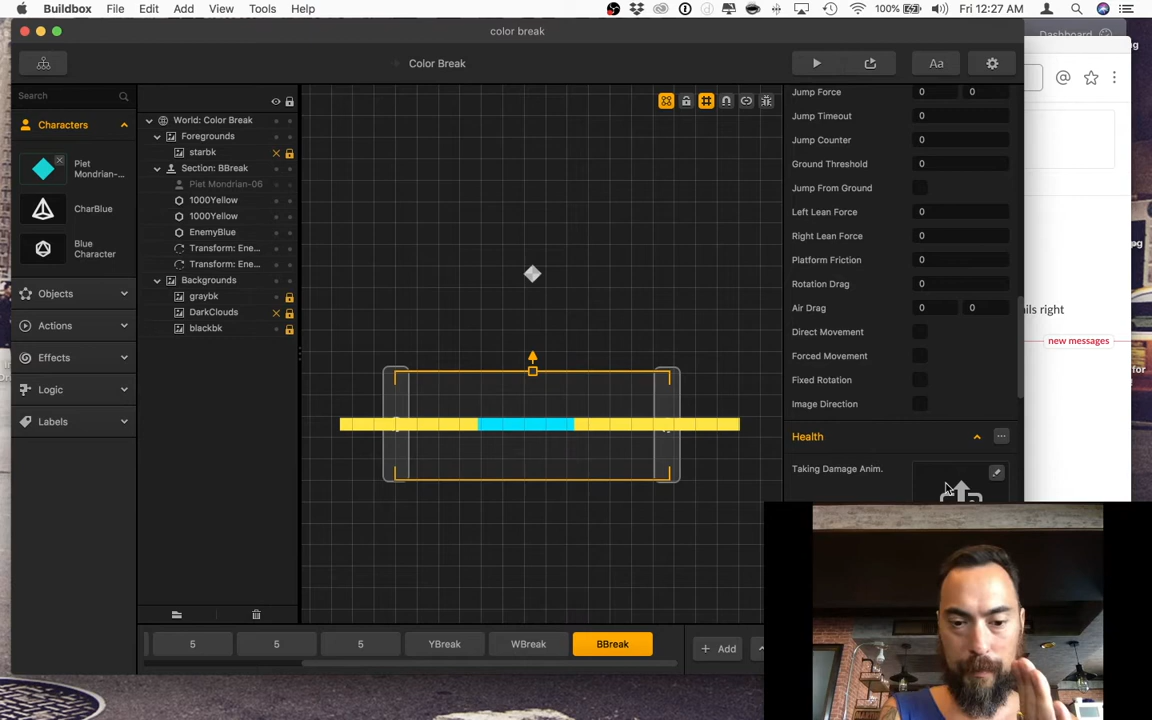 Buildbox File Edit View Tools Help 100% Fri 12:27 AM
Add
color break
Dashboard
Color Break
Aa
Search
Characters
Piet
Mondrian-...
CharBlue
Blue
Character
Objects
Actions
Effects
Logic
Labels
World: Color Break
Foregrounds
starbk
Section: BBreak
Piet Mondrian-06
1000Yellow
1000Yellow
EnemyBlue
Transform: Ene...
Transform: Ene...
Backgrounds
graybk
DarkClouds
blackbk
Jump Force 0 0
Jump Timeout 0
Jump Counter 0
Ground Threshold 0
Jump From Ground
Left Lean Force 0
Right Lean Force 0
Platform Friction 0
Rotation Drag 0
Air Drag 0 0
Direct Movement
Forced Movement
Fixed Rotation
Image Direction
Health
Taking Damage Anim.
ails right
new messages
5 5 5 YBreak WBreak BBreak + Add